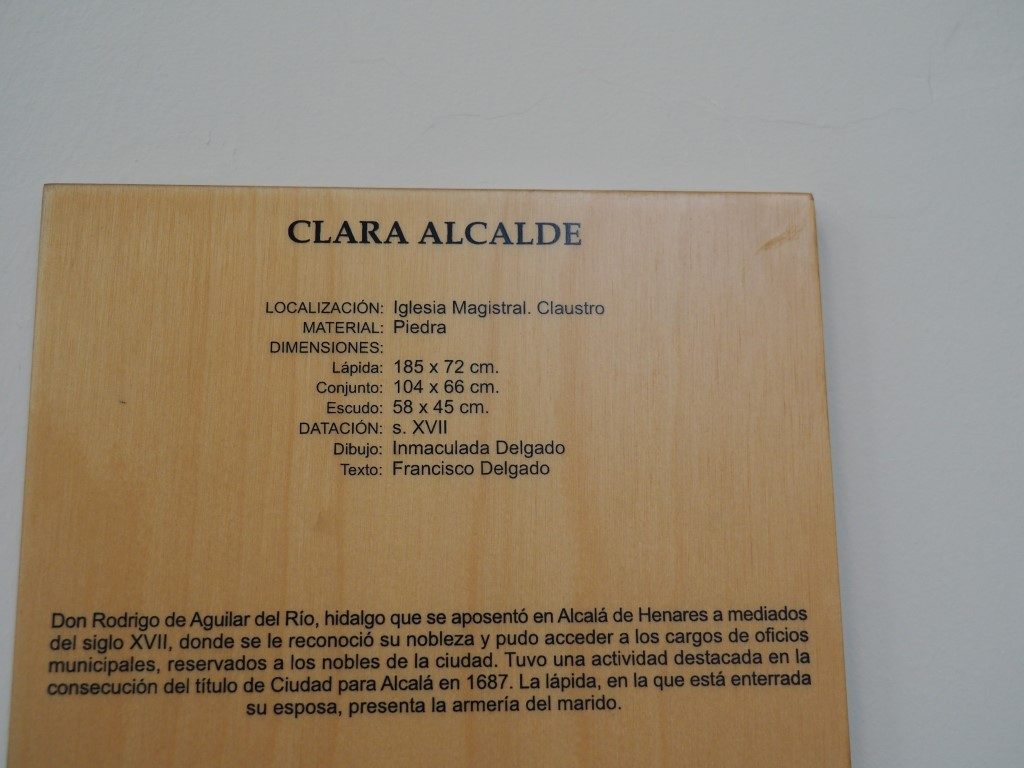 CLARA ALCALDE
LOCALIZACIÓN: Iglesia Magistral. Claustro
MATERIAL: Piedra
DIMENSIONES:
Lápida: 185 x 72 cm.
Conjunto: 104 x 66 cm.
Escudo: 58 x 45 cm.
DATACIÓN: s. XVII
Dibujo: Inmaculada Delgado
Texto: Francisco Delgado
Don Rodrigo de Aguilar del Río, hidalgo que se aposentó en Alcalá de Henares a mediados
del siglo XVII, donde se le reconoció su nobleza y pudo acceder a los cargos de oficios
municipales, reservados a los nobles de la ciudad. Tuvo una actividad destacada en la
consecución del título de Ciudad para Alcalá en 1687. La lápida, en la que está enterrada
su esposa, presenta la armería del marido.